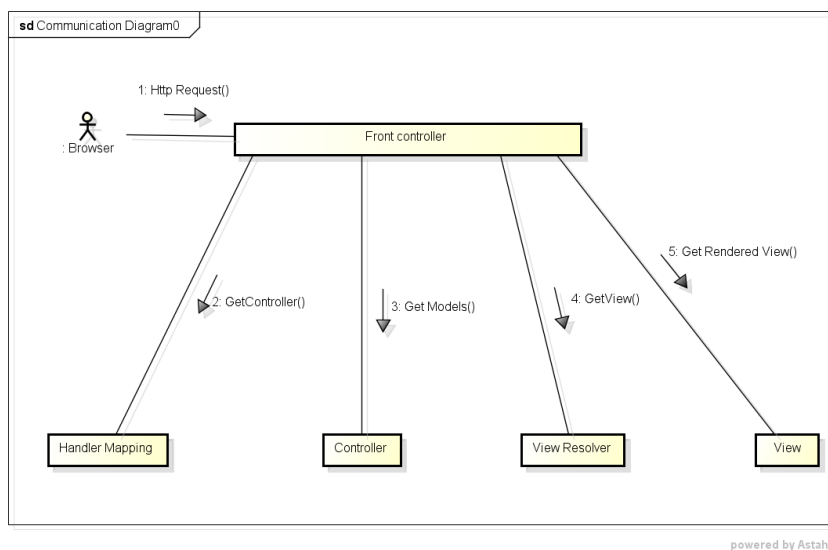 sd Communication Diagram0
1: Http Request()
Front controller
: Browser
5: Get Rendered View()
2: GetController()
3: Get Models()
4: GetView()
Handler Mapping
Controller
View Resolver
View
powered by Astah